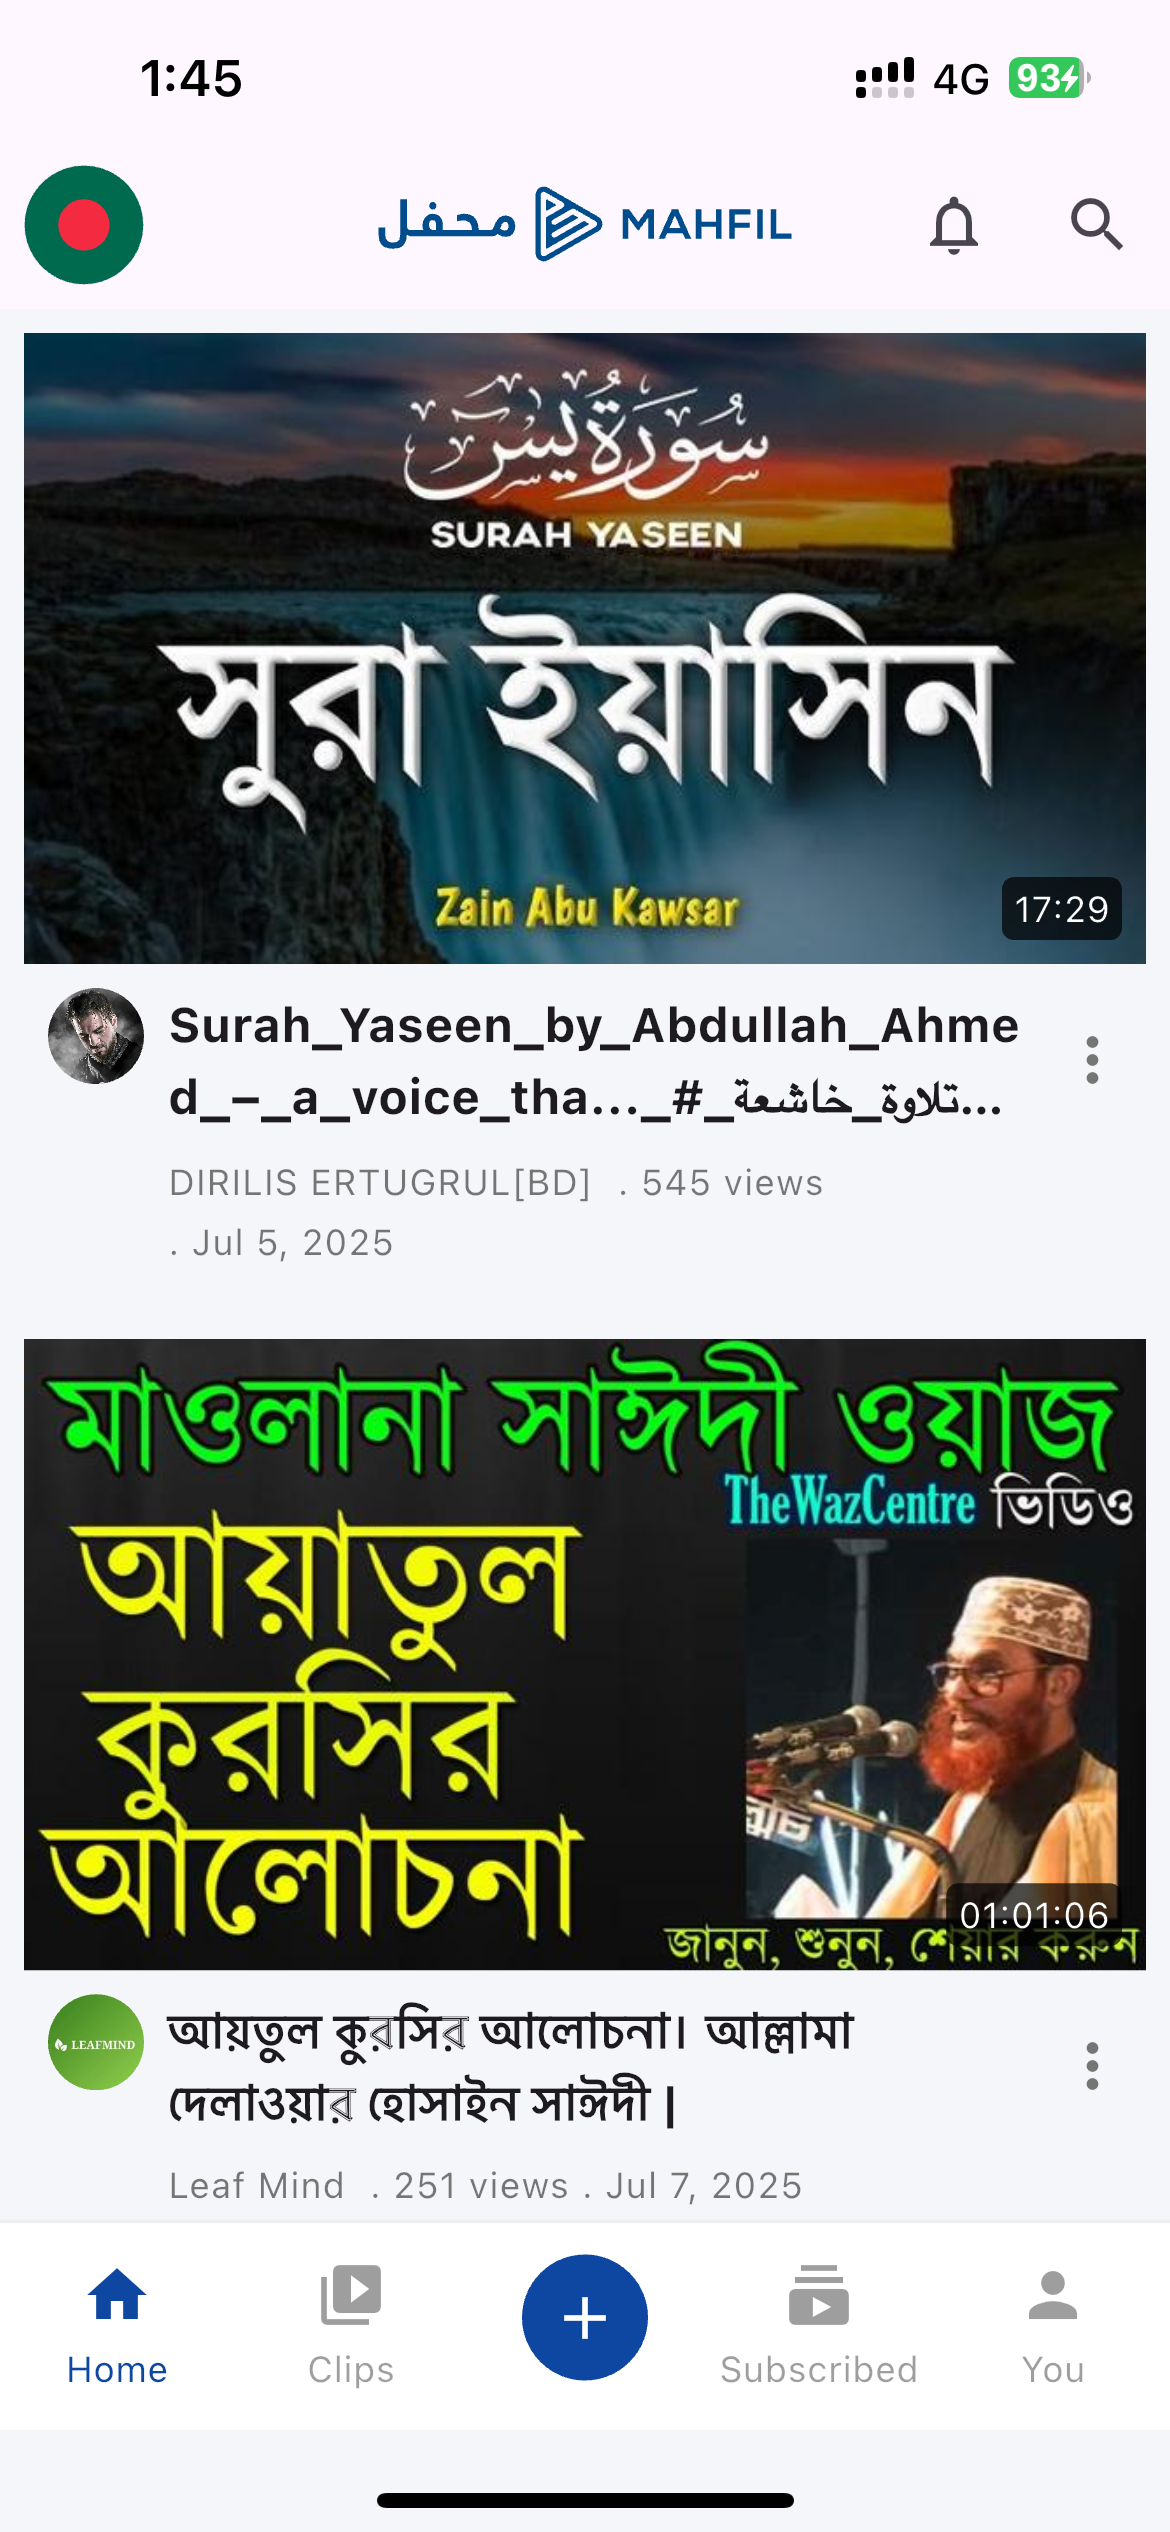 1:45 4G 93
محفل MAHFIL
سورة يس
SURAH YASEEN
সুরা ইয়াসিন
Zain Abu Kawsar
17:29
Surah_Yaseen_by_Abdullah_Ahme
d_–_a_voice_tha..._#_تلاوة_خاشعة...
DIRILIS ERTUGRUL[BD] . 545 views
. Jul 5, 2025
মাওলানা সাঈদী ওয়াজ
TheWazCentre ভিডিও
আয়াতুল
কুরসির
আলোচনা
01:01:06
জানুন, শুনুন, শেয়ার করুন
LEAFMIND
আয়তুল কুরসির আলোচনা। আল্লামা
দেলাওয়ার হোসাইন সাঈদী |
Leaf Mind . 251 views . Jul 7, 2025
Home Clips Subscribed You